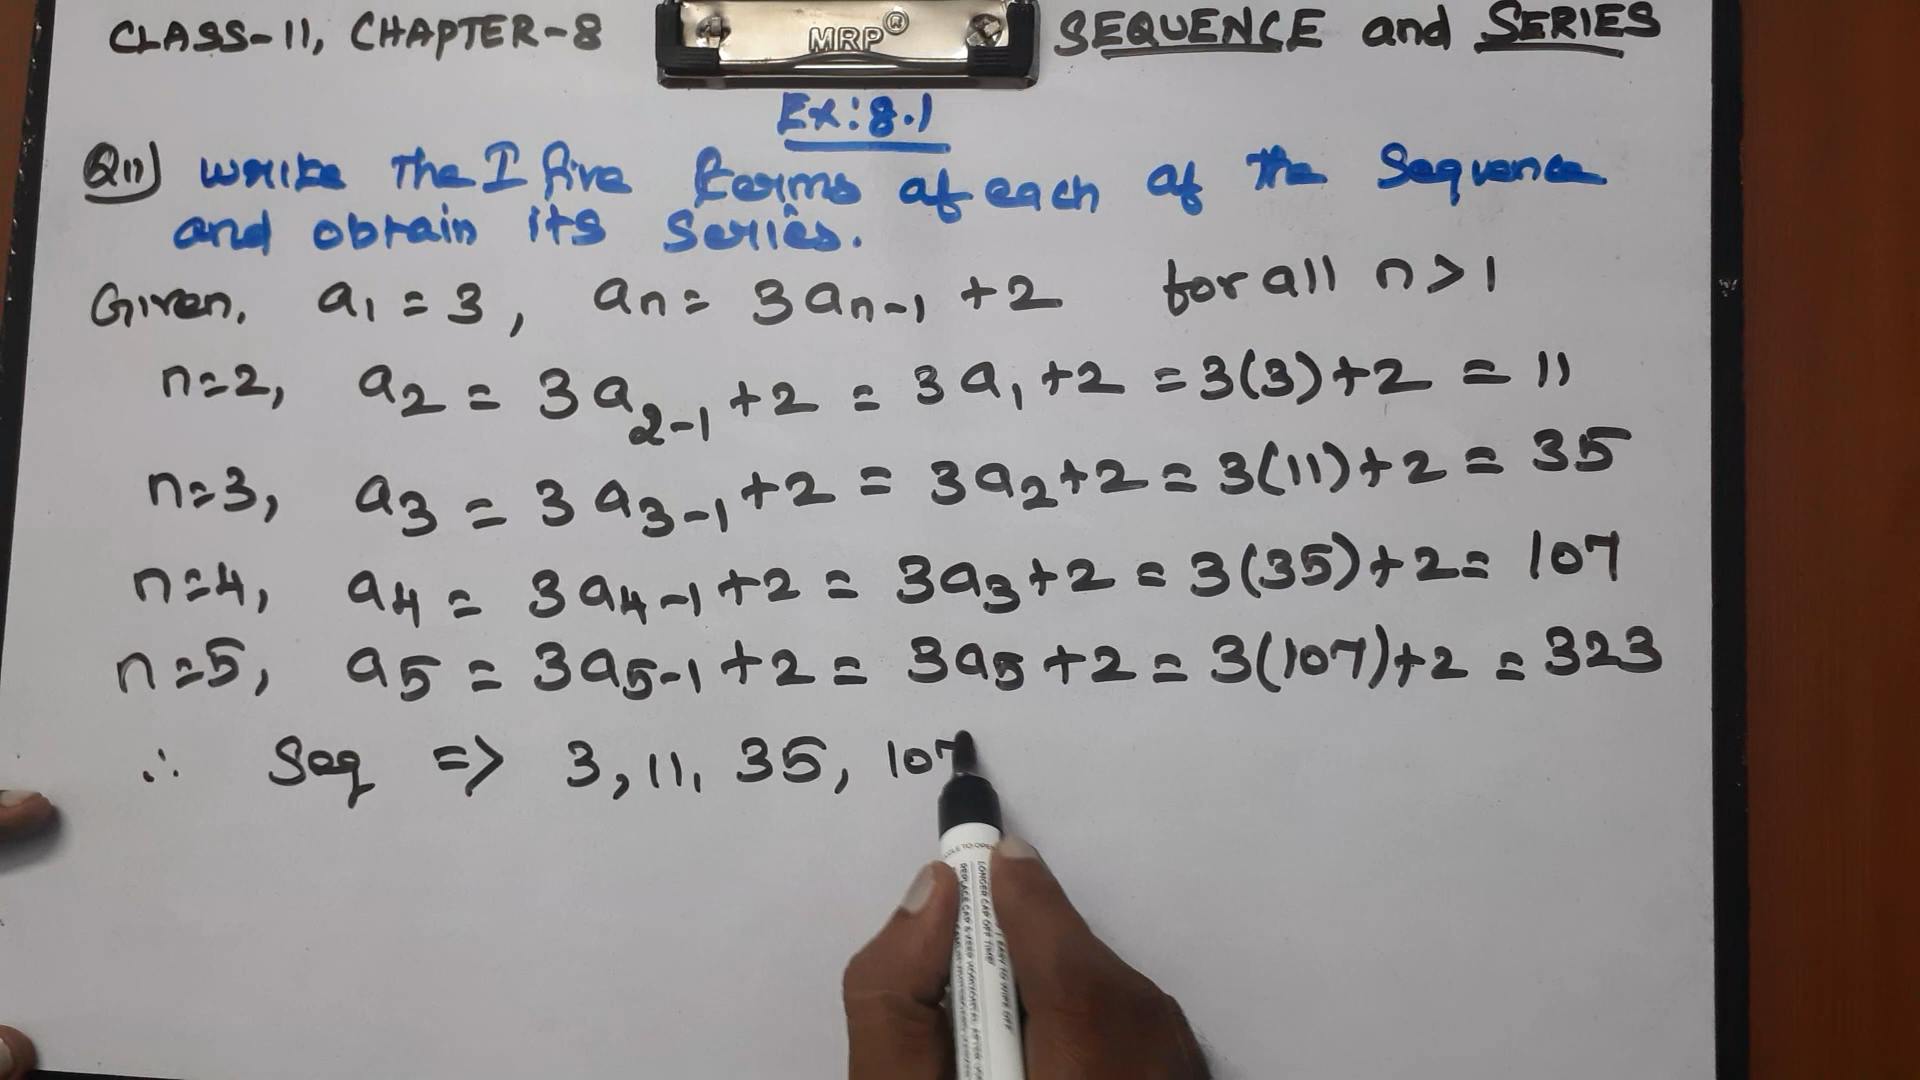 CLASS-11, CHAPTER-8 MRP® SEQUENCE and SERIES
Ex: 8.1
Q11) Write the I five terms of each of the Sequence
and obtain its Series.
Given, a₁ = 3, aₙ = 3aₙ₋₁ + 2 for all n > 1
n=2, a₂ = 3a₂₋₁ + 2 = 3a₁ + 2 = 3(3) + 2 = 11
n=3, a₃ = 3a₃₋₁ + 2 = 3a₂ + 2 = 3(11) + 2 = 35
n=4, a₄ = 3a₄₋₁ + 2 = 3a₃ + 2 = 3(35) + 2 = 107
n=5, a₅ = 3a₅₋₁ + 2 = 3a₅ + 2 = 3(107) + 2 = 323
∴ Seq => 3, 11, 35, 107
LONGER CAP OFF TIME!